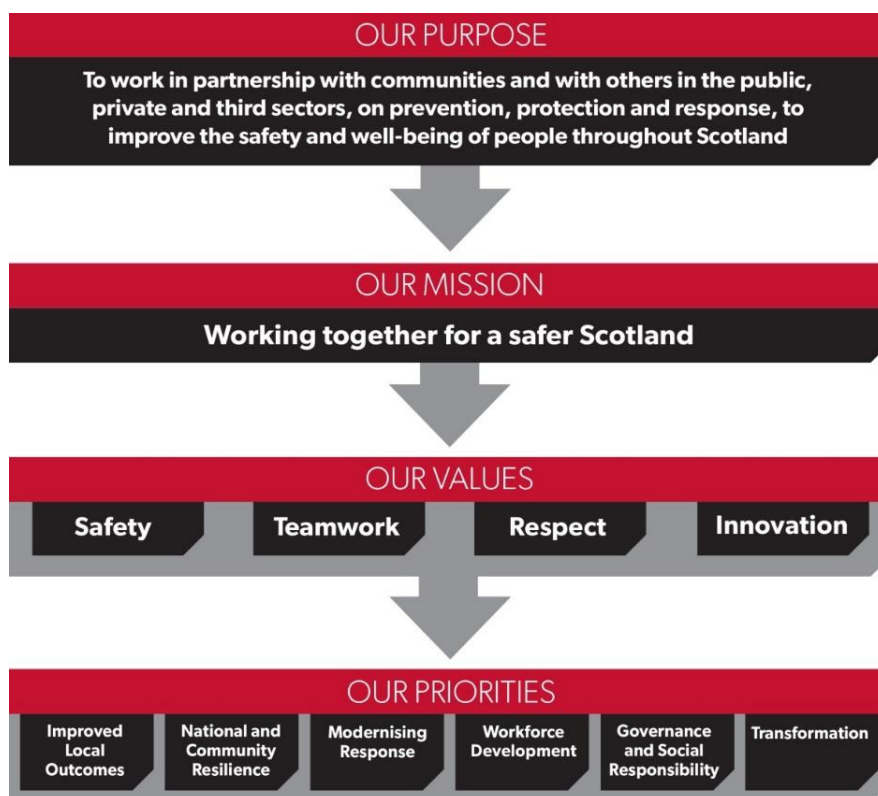 OUR PURPOSE
To work in partnership with communities and with others in the public,
private and third sectors, on prevention, protection and response, to
improve the safety and well-being of people throughout Scotland
OUR MISSION
Working together for a safer Scotland
OUR VALUES
Safety
Teamwork
Respect
Innovation
OUR PRIORITIES
Improved
Local
Outcomes
National and
Community
Resilience
Modernising
Response
Workforce
Development
Governance
and Social
Responsibility
Transformation